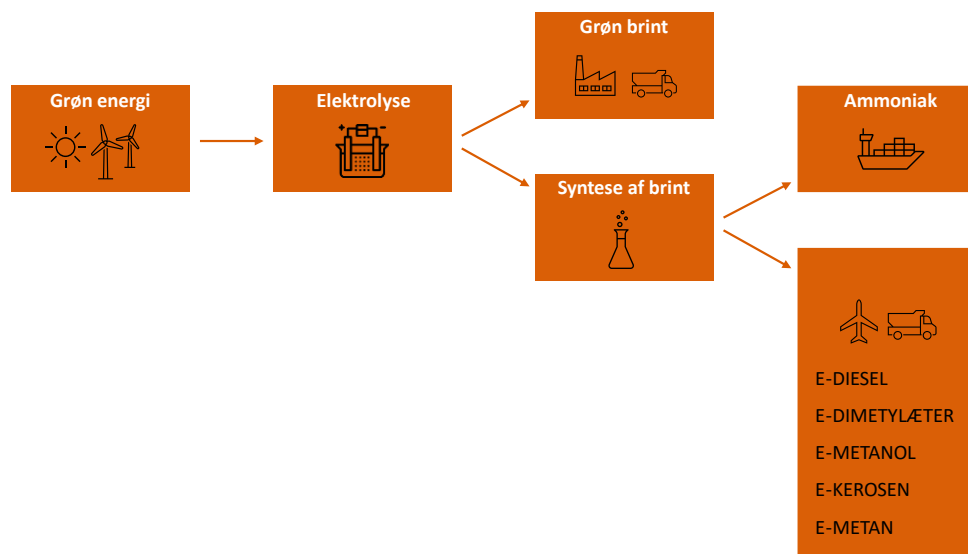 Grøn energi
Elektrolyse
Grøn brint
Syntese af brint
Ammoniak
E-DIESEL
E-DIMETYLÆTER
E-METANOL
E-KEROSEN
E-METAN